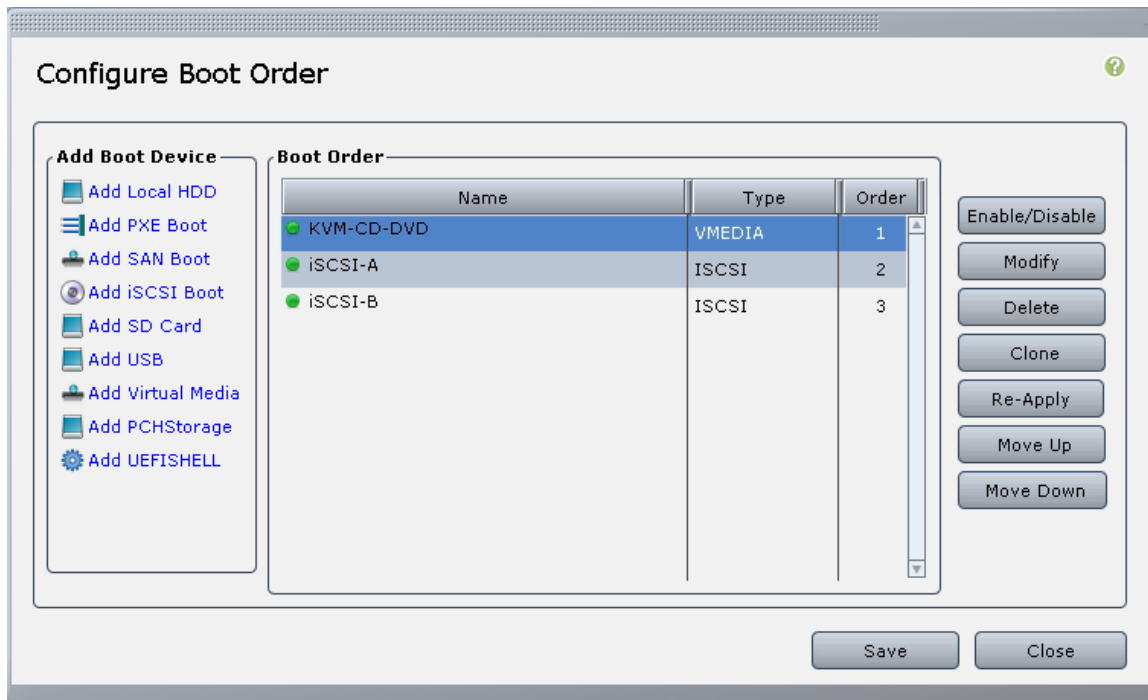 Configure Boot Order
Add Boot Device
Add Local HDD
Add PXE Boot
Add SAN Boot
Add iSCSI Boot
Add SD Card
Add USB
Add Virtual Media
Add PCHStorage
Add UEFISHELL
Boot Order
Name Type Order
KVM-CD-DVD VMEDIA 1
iSCSI-A ISCSI 2
iSCSI-B ISCSI 3
Enable/Disable
Modify
Delete
Clone
Re-Apply
Move Up
Move Down
Save Close